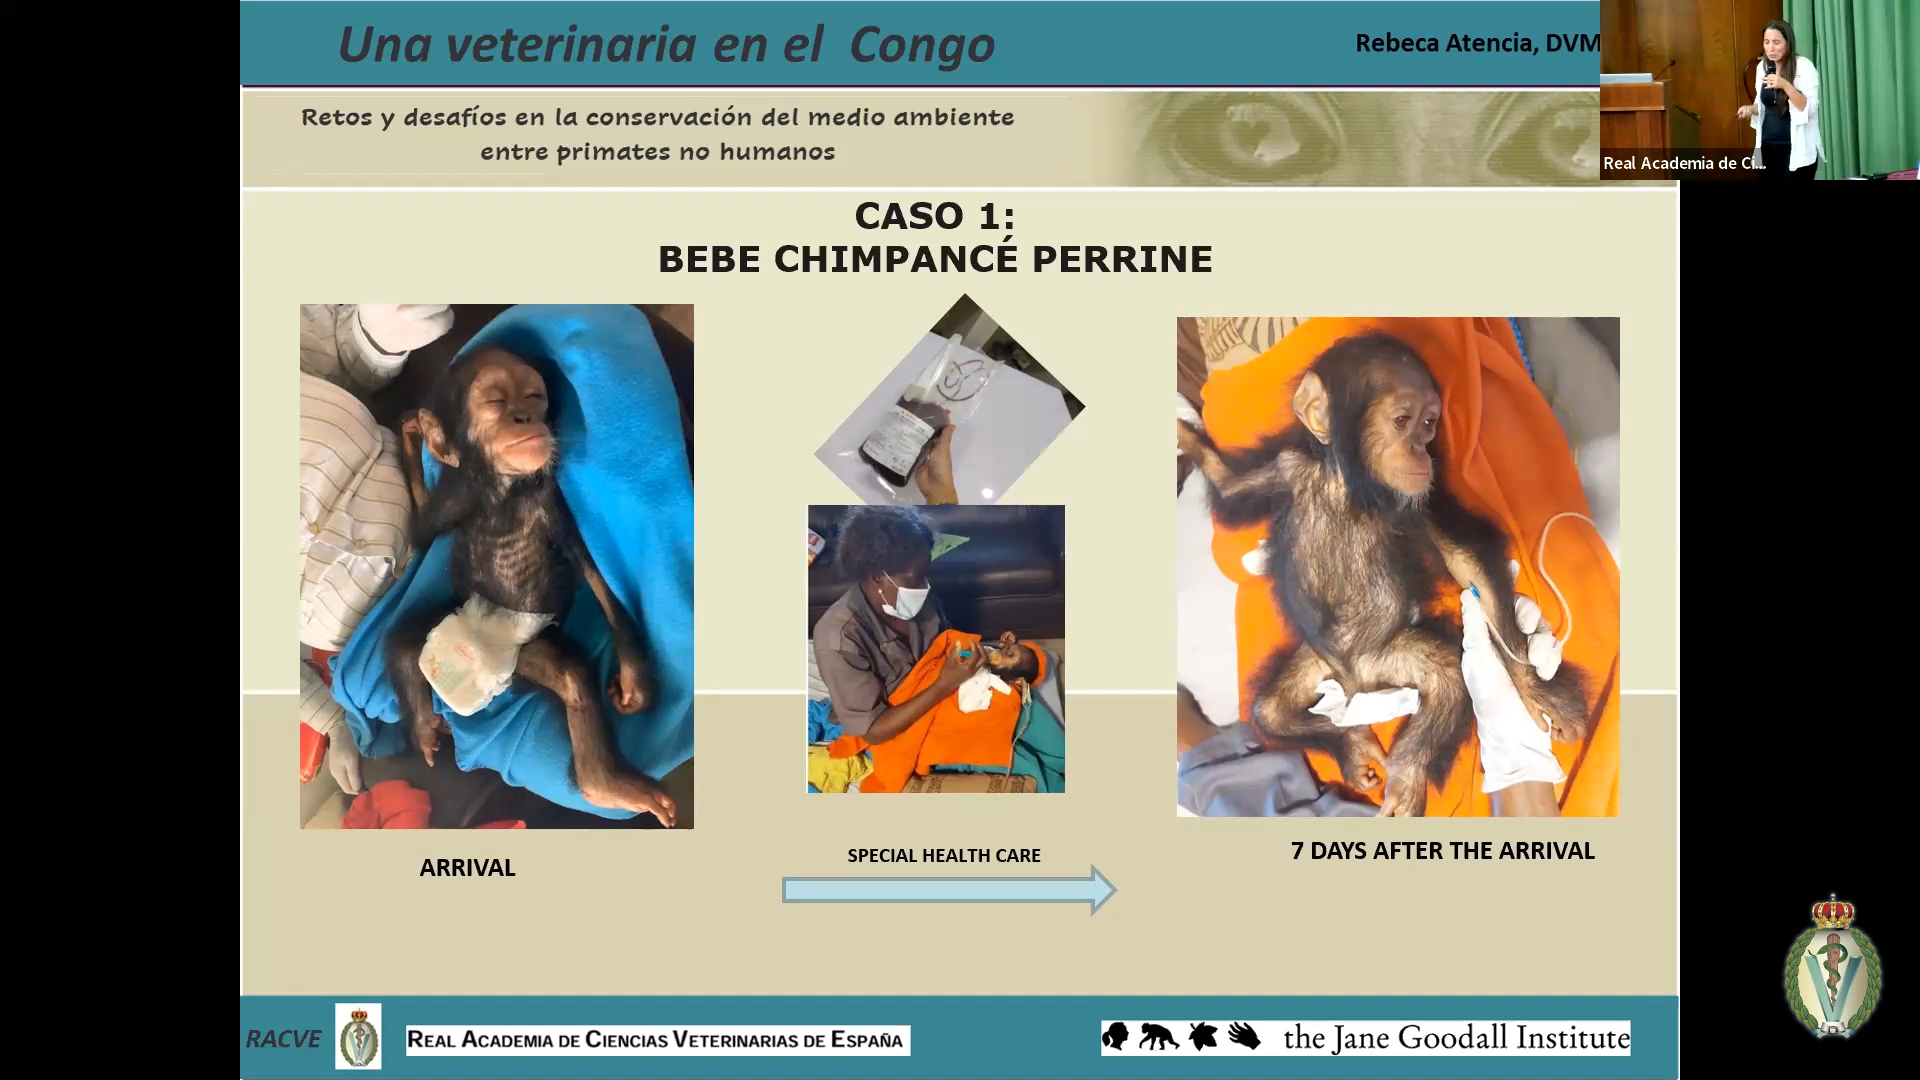 Una veterinaria en el Congo
Rebeca Atencia, DVM
Retos y desafíos en la conservación del medio ambiente
entre primates no humanos
Real Academia de Ci...
CASO 1:
BEBE CHIMPANCÉ PERRINE
ARRIVAL
SPECIAL HEALTH CARE
7 DAYS AFTER THE ARRIVAL
RACVE
REAL ACADEMIA DE CIENCIAS VETERINARIAS DE ESPAÑA
the Jane Goodall Institute